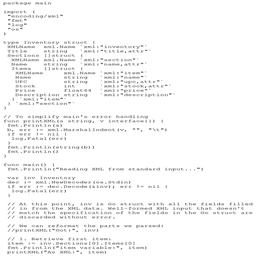 package main
import (
"encoding/xml"
"fmt"
"log"
"os"
)
type Inventory struct {
XMLName xml.Name `xml:"inventory"`
Title string `xml:"title,attr"`
Sections []struct {
XMLName xml.Name `xml:"section"`
Name string `xml:"name,attr"`
Items []struct {
XMLName xml.Name `xml:"item"`
Name string `xml:"name"`
UPC string `xml:"upc,attr"`
Stock int `xml:"stock,attr"`
Price float64 `xml:"price"`
Description string `xml:"description"`
} `xml:"item"`
} `xml:"section"`
}
// To simplify main's error handling
func printXML(s string, v interface{}) {
fmt.Println(s)
b, err := xml.MarshalIndent(v, "", "\t")
if err != nil {
log.Fatal(err)
}
fmt.Println(string(b))
fmt.Println()
}
func main() {
fmt.Println("Reading XML from standard input...")
var inv Inventory
dec := xml.NewDecoder(os.Stdin)
if err := dec.Decode(&inv); err != nil {
log.Fatal(err)
}
// At this point, inv is Go struct with all the fields filled
// in from the XML data. Well-formed XML input that doesn't
// match the specification of the fields in the Go struct are
// discarded without error.
// We can reformat the parts we parsed:
//printXML("Got:", inv)
// 1. Retrieve first item:
item := inv.Sections[0].Items[0]
fmt.Println("item variable:", item)
printXML("As XML:", item)